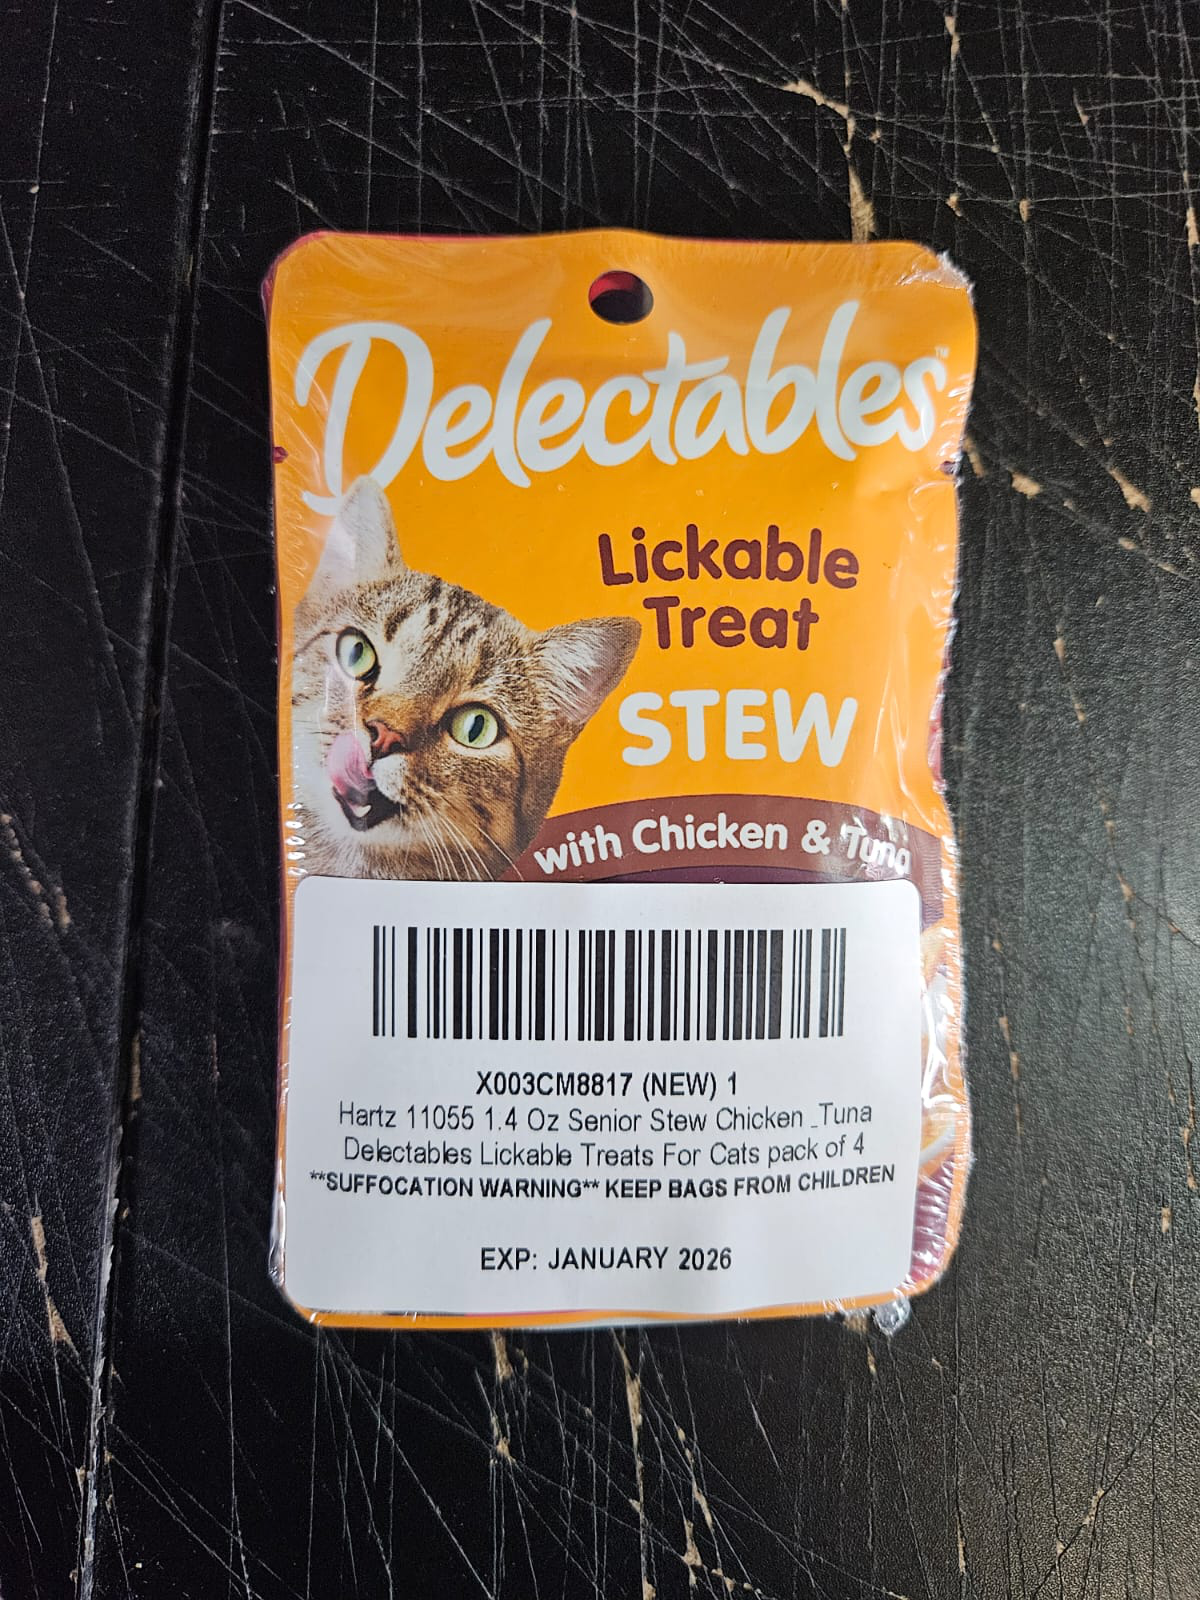 Delectables™
Lickable
Treat
STEW
with Chicken & Tuna
X003CM8817 (NEW) 1
Hartz 11055 1.4 Oz Senior Stew Chicken _Tuna
Delectables Lickable Treats For Cats pack of 4
**SUFFOCATION WARNING** KEEP BAGS FROM CHILDREN
EXP: JANUARY 2026